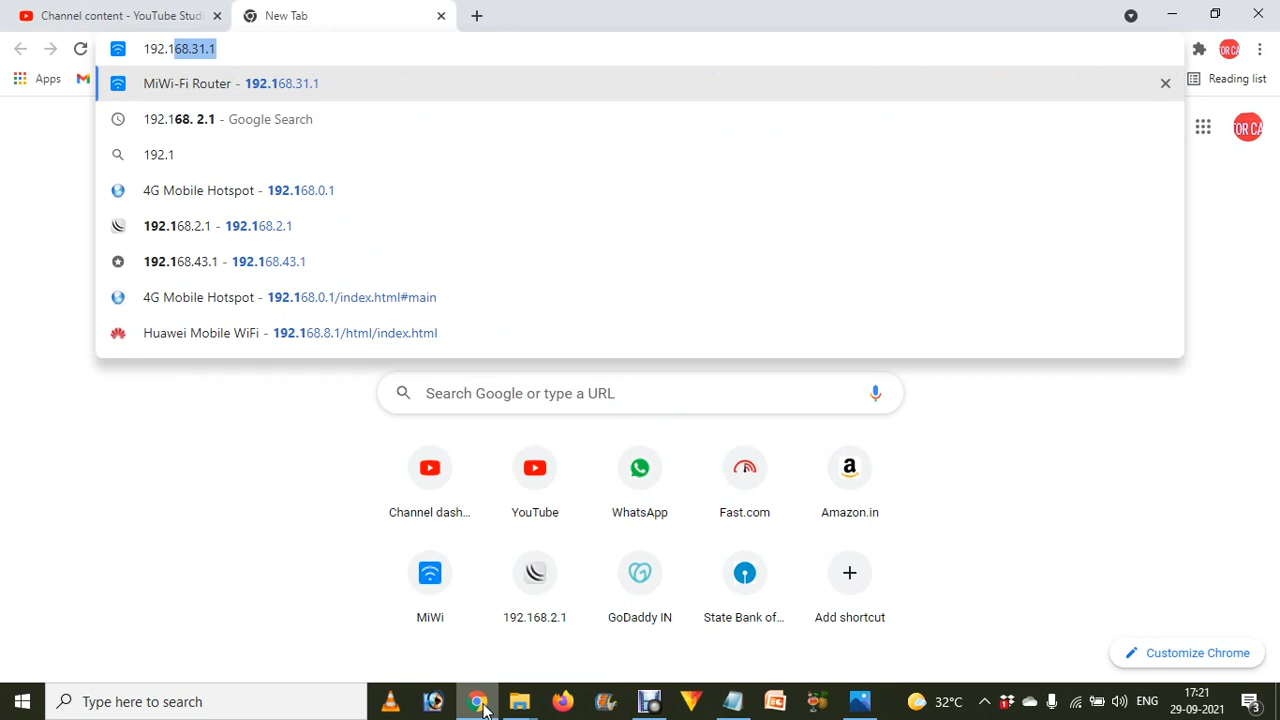 Channel content - YouTube Stud
New Tab
192.168.31.1
Apps
Reading list
MiWi-Fi Router - 192.168.31.1
192.168. 2.1 - Google Search
192.1
4G Mobile Hotspot - 192.168.0.1
192.168.2.1 - 192.168.2.1
192.168.43.1 - 192.168.43.1
4G Mobile Hotspot - 192.168.0.1/index.html#main
Huawei Mobile WiFi - 192.168.8.1/html/index.html
Search Google or type a URL
Channel dash...
YouTube
WhatsApp
Fast.com
Amazon.in
MiWi
192.168.2.1
GoDaddy IN
State Bank of...
Add shortcut
Customize Chrome
Type here to search
32°C
ENG
17:21
29-09-2021
3